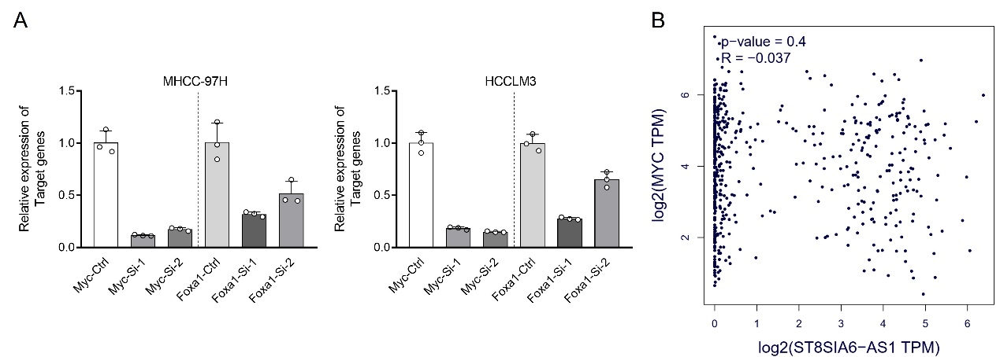 A
MHCC-97H
Relative expression of
Target genes
1.5
1.0
0.5
0.0
Myc-Ctrl
Myc-Si-1
Myc-Si-2
Foxa1-Ctrl
Foxa1-Si-1
Foxa1-Si-2
HCCLM3
Relative expression of
Target genes
1.5
1.0
0.5
0.0
Myc-Ctrl
Myc-Si-1
Myc-Si-2
Foxa1-Ctrl
Foxa1-Si-1
Foxa1-Si-2
B
p−value = 0.4
R = −0.037
log2(MYC TPM)
6
4
2
0 1 2 3 4 5 6
log2(ST8SIA6−AS1 TPM)